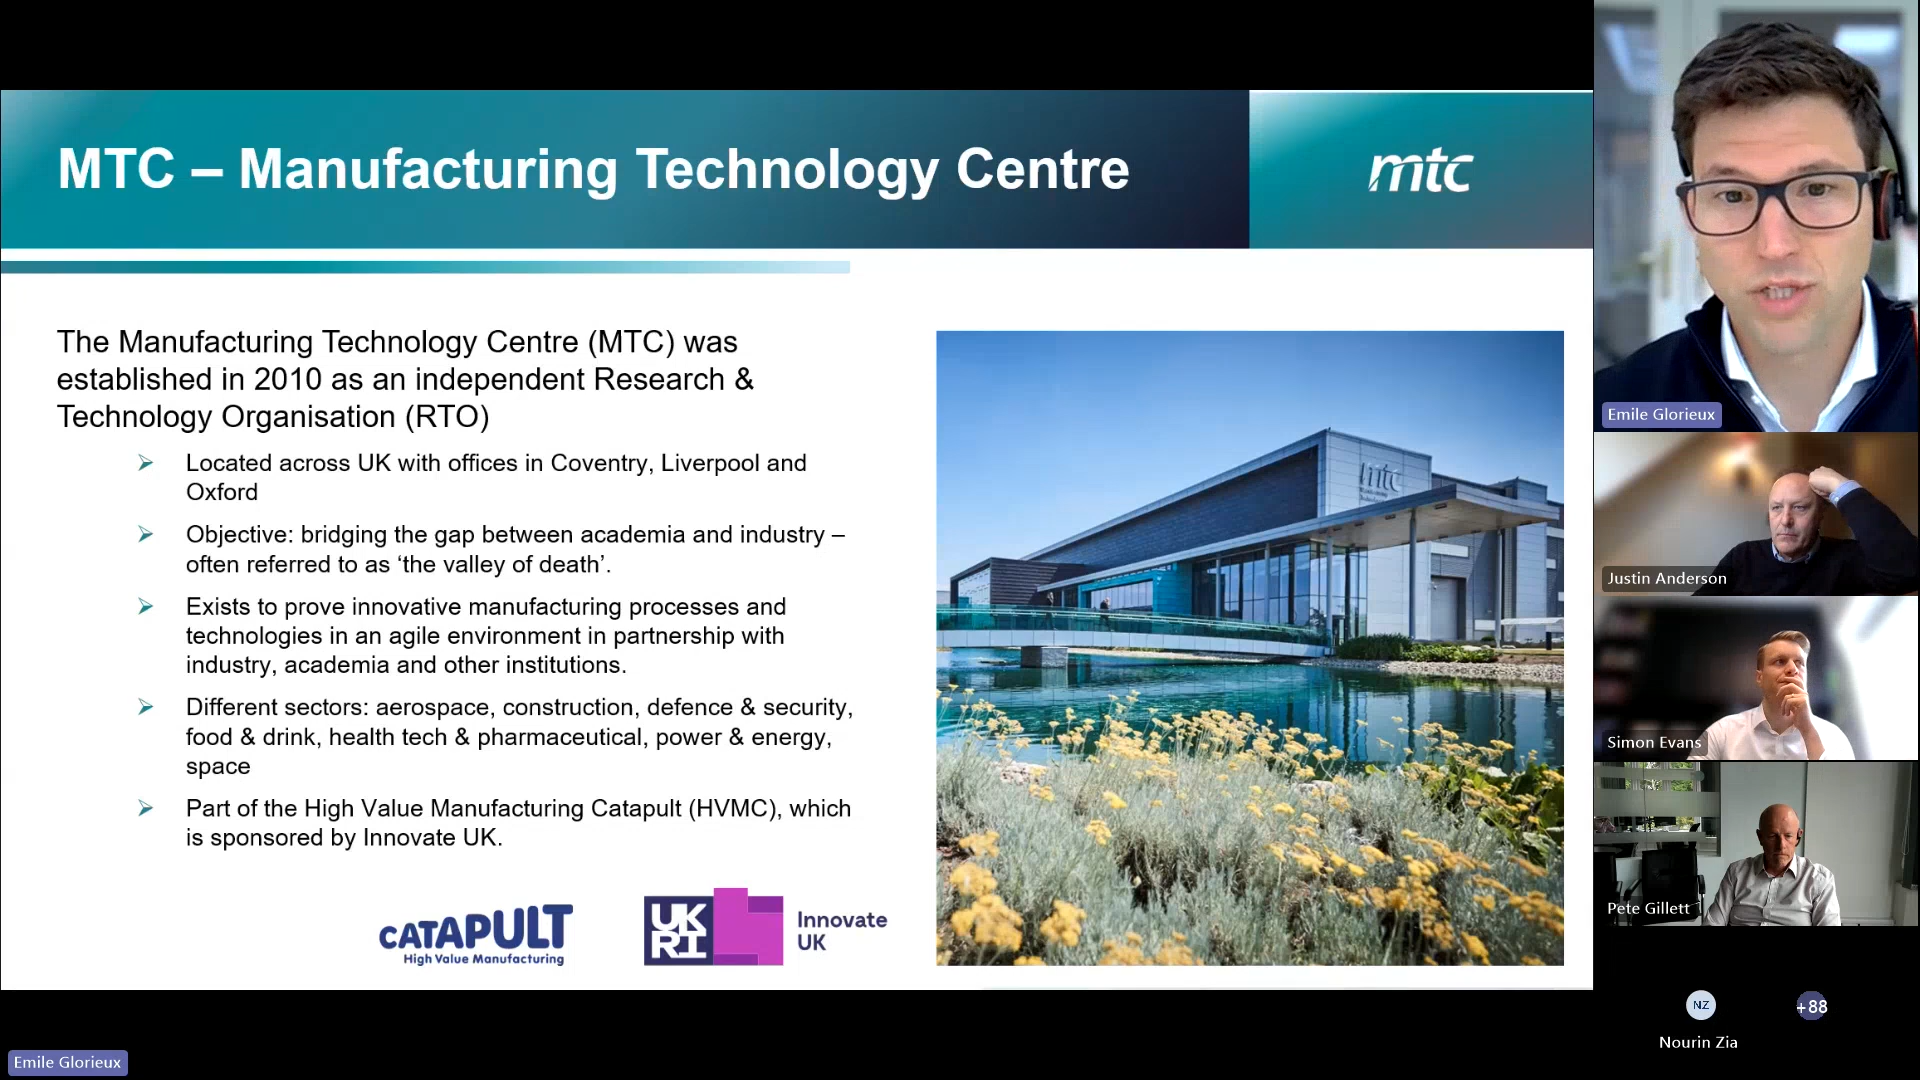 MTC – Manufacturing Technology Centre
mtc
The Manufacturing Technology Centre (MTC) was
established in 2010 as an independent Research &
Technology Organisation (RTO)
Located across UK with offices in Coventry, Liverpool and
Oxford
Objective: bridging the gap between academia and industry –
often referred to as ‘the valley of death’.
Exists to prove innovative manufacturing processes and
technologies in an agile environment in partnership with
industry, academia and other institutions.
Different sectors: aerospace, construction, defence & security,
food & drink, health tech & pharmaceutical, power & energy,
space
Part of the High Value Manufacturing Catapult (HVMC), which
is sponsored by Innovate UK.
CATAPULT
High Value Manufacturing
UK
RI
Innovate
UK
mtc
Emile Glorieux
Justin Anderson
Simon Evans
Pete Gillett
NZ
+88
Nourin Zia
Emile Glorieux